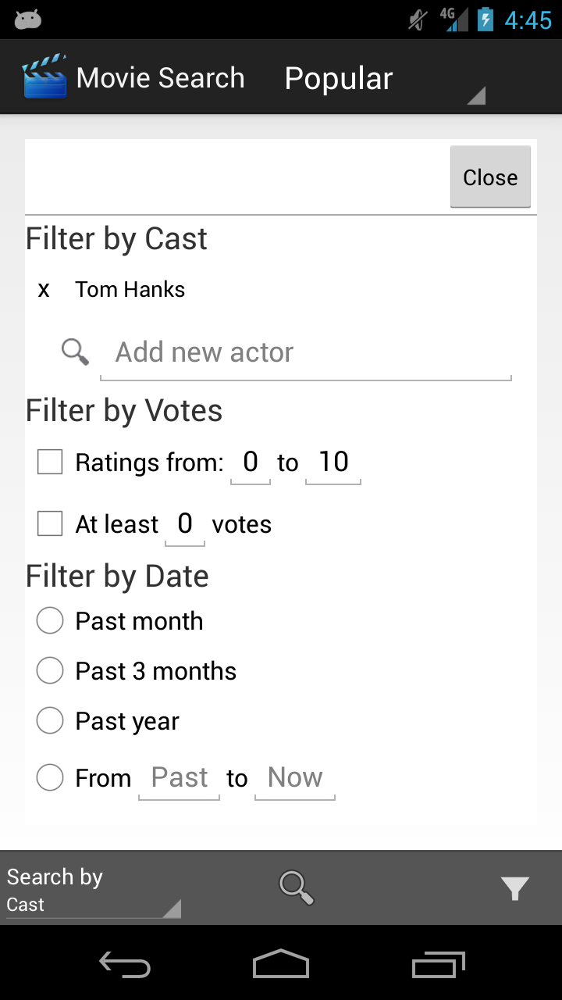 4G 4:45
Movie Search Popular
Close
Filter by Cast
x Tom Hanks
Add new actor
Filter by Votes
Ratings from: 0 to 10
At least 0 votes
Filter by Date
Past month
Past 3 months
Past year
From Past to Now
Search by
Cast